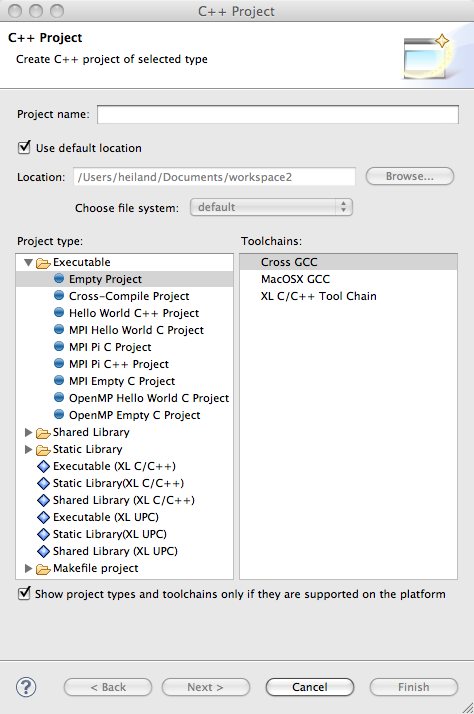 C++ Project
C++ Project
Create C++ project of selected type
Project name:
Use default location
Location: /Users/heiland/Documents/workspace2 Browse...
Choose file system: default
Project type: Toolchains:
Executable
Empty Project
Cross-Compile Project
Hello World C++ Project
MPI Hello World C Project
MPI Pi C Project
MPI Pi C++ Project
MPI Empty C Project
OpenMP Hello World C Project
OpenMP Empty C Project
Shared Library
Static Library
Executable (XL C/C++)
Static Library(XL C/C++)
Shared Library (XL C/C++)
Executable (XL UPC)
Static Library(XL UPC)
Shared Library (XL UPC)
Makefile project
Cross GCC
MacOSX GCC
XL C/C++ Tool Chain
Show project types and toolchains only if they are supported on the platform
? < Back Next > Cancel Finish